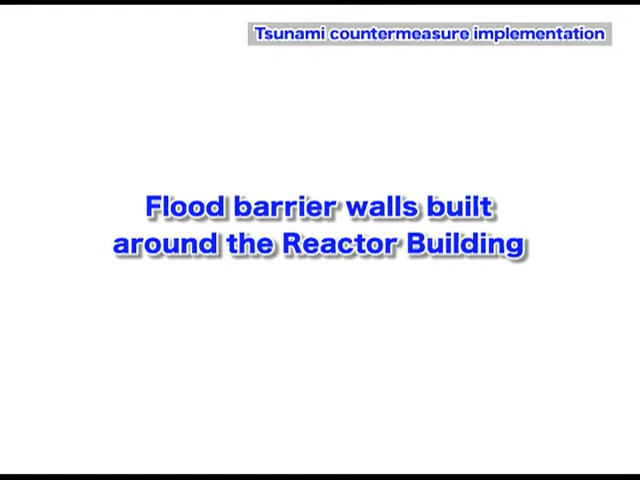 Tsunami countermeasure implementation
Flood barrier walls built
around the Reactor Building